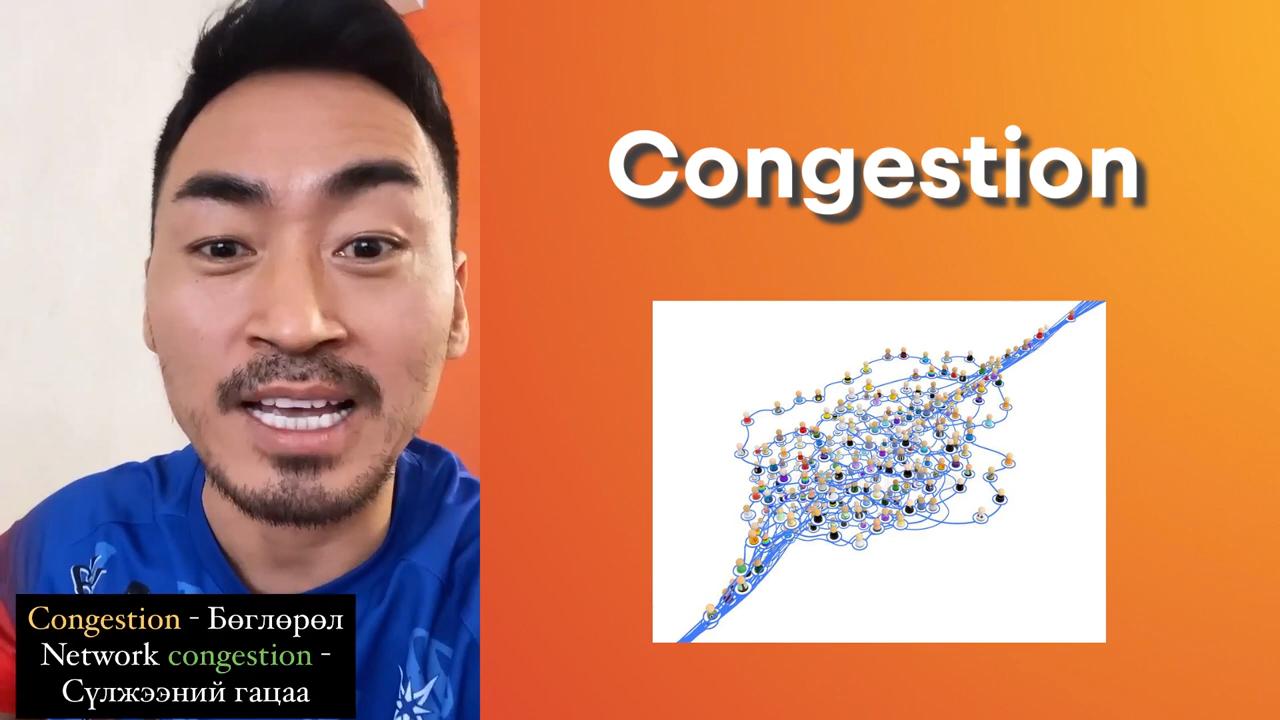 Congestion
Congestion - Бөглөрөл
Network congestion -
Сүлжээний гацаа